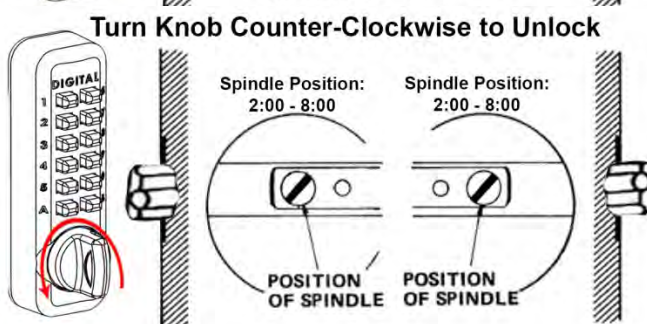 Turn Knob Counter-Clockwise to Unlock
DIGITAL
1
2
3
4
5
A
Spindle Position:
2:00 - 8:00
POSITION
OF SPINDLE
Spindle Position:
2:00 - 8:00
POSITION
OF SPINDLE